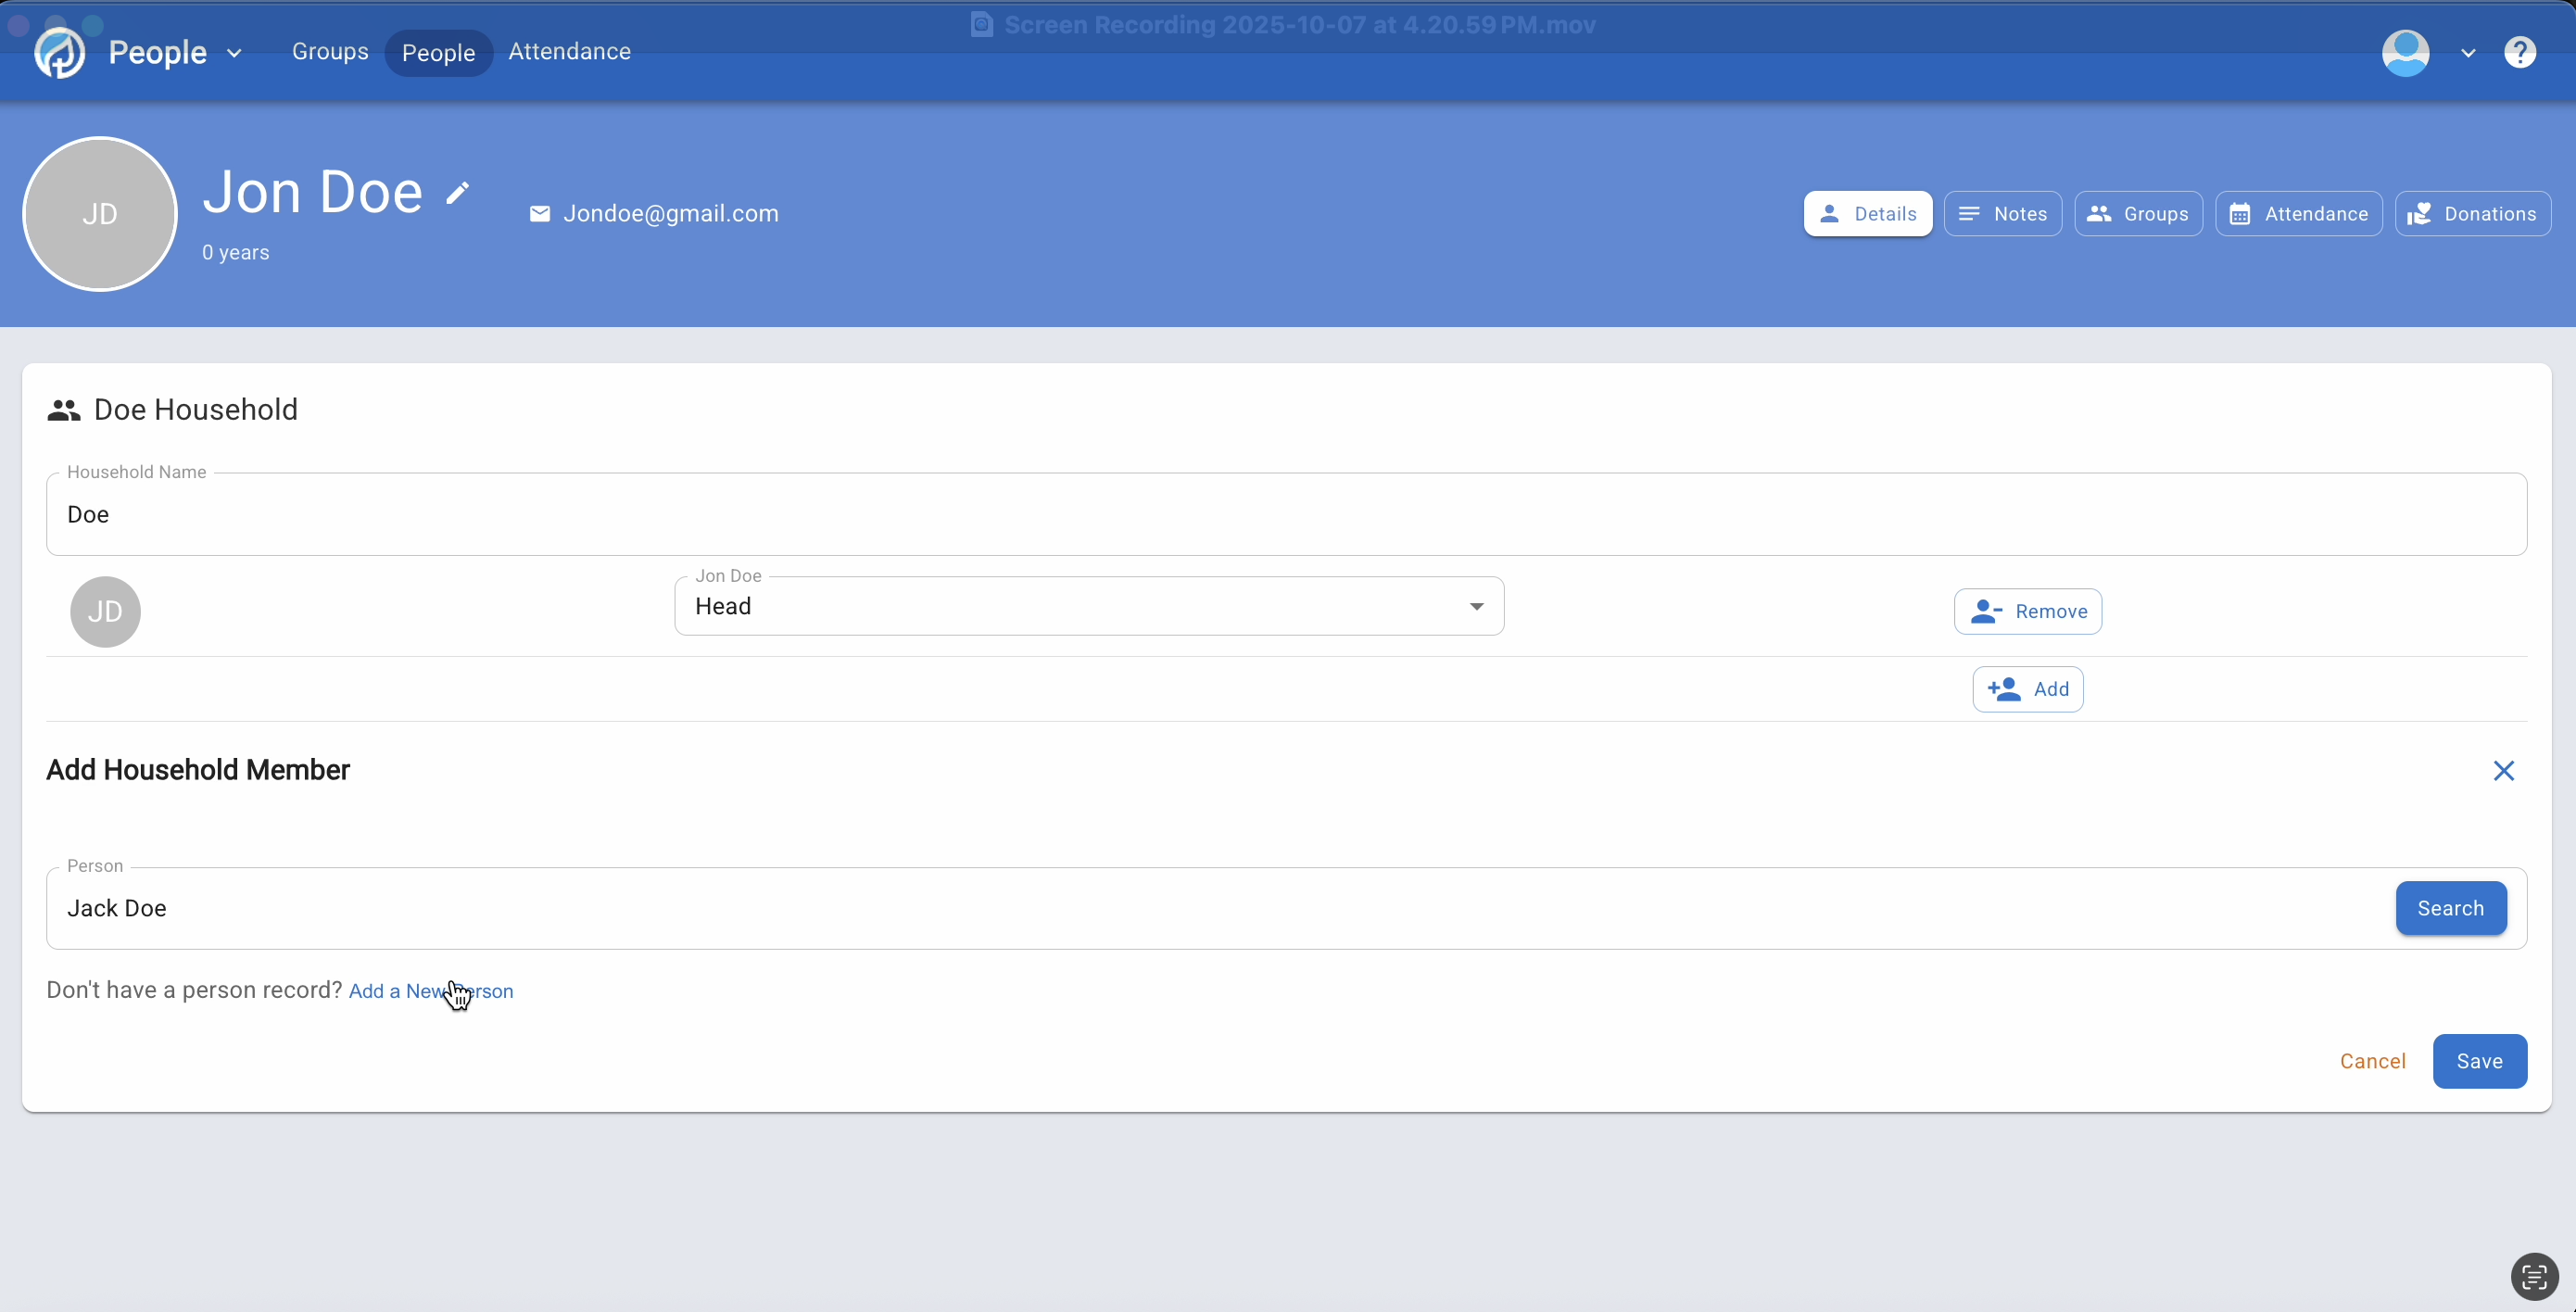 Screen Recording 2025-10-07 at 4.20.59 PM.mov
People Groups People Attendance ?
JD
Jon Doe
0 years
Jondoe@gmail.com
Details Notes Groups Attendance Donations
Doe Household
Household Name
Doe
JD
Jon Doe
Head
Remove
Add
Add Household Member
Person
Jack Doe
Search
Don't have a person record? Add a New Person
Cancel Save